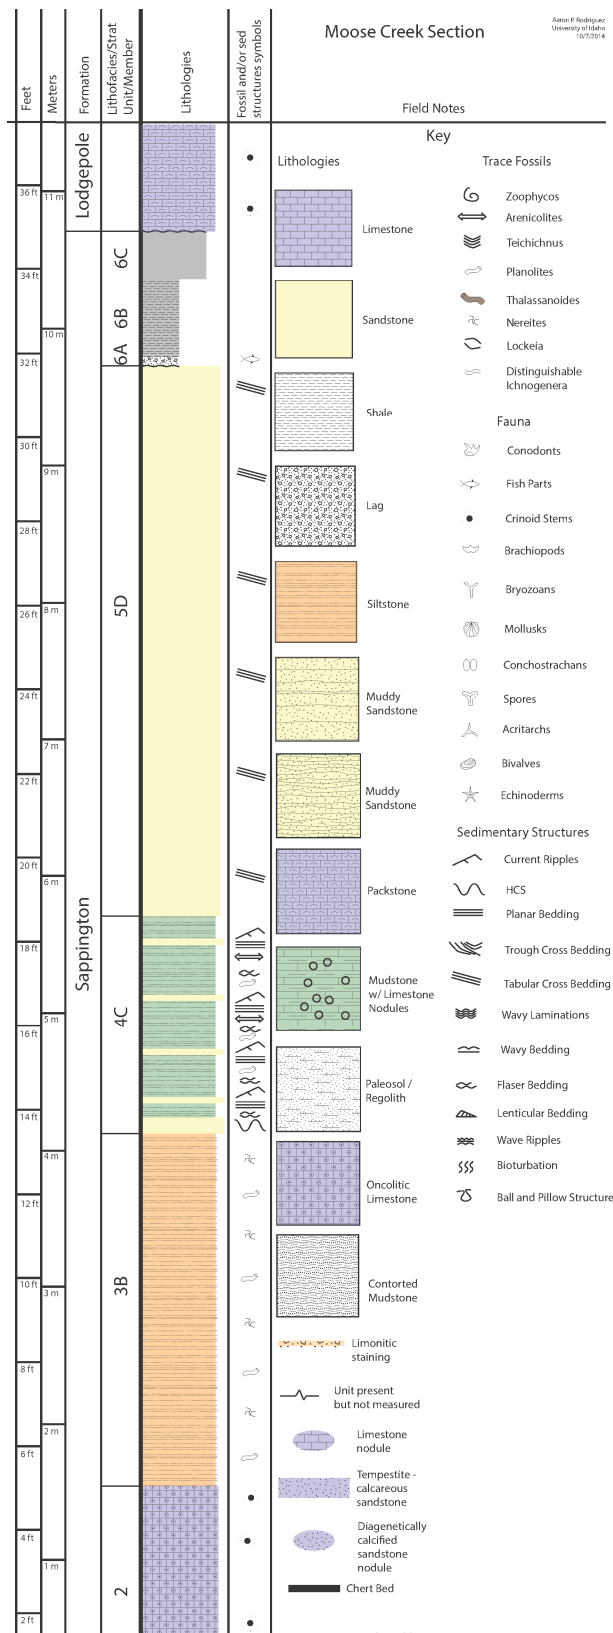 Moose Creek Section
Aaron P. Rodriguez
University of Idaho
10/7/2014
Feet
Meters
Formation
Lithofacies/Strat
Unit/Member
Lithologies
Fossil and/or sed
structures symbols
Field Notes
Lodgepole
Sappington
6C
6B
6A
5D
4C
3B
2
36 ft
34 ft
32 ft
30 ft
28 ft
26 ft
24 ft
22 ft
20 ft
18 ft
16 ft
14 ft
12 ft
10 ft
8 ft
6 ft
4 ft
2 ft
11 m
10 m
9 m
8 m
7 m
6 m
5 m
4 m
3 m
2 m
1 m
Key
Lithologies
Limestone
Sandstone
Shale
Lag
Siltstone
Muddy
Sandstone
Muddy
Sandstone
Packstone
Mudstone
w/ Limestone
Nodules
Paleosol /
Regolith
Oncolitic
Limestone
Contorted
Mudstone
Limonitic
staining
Unit present
but not measured
Limestone
nodule
Tempestite -
calcareous
sandstone
Diagenetically
calcified
sandstone
nodule
Chert Bed
Trace Fossils
Zoophycos
Arenicolites
Teichichnus
Planolites
Thalassanoides
Nereites
Lockeia
Distinguishable
Ichnogenera
Fauna
Conodonts
Fish Parts
Crinoid Stems
Brachiopods
Bryozoans
Mollusks
Conchostrachans
Spores
Acritarchs
Bivalves
Echinoderms
Sedimentary Structures
Current Ripples
HCS
Planar Bedding
Trough Cross Bedding
Tabular Cross Bedding
Wavy Laminations
Wavy Bedding
Flaser Bedding
Lenticular Bedding
Wave Ripples
Bioturbation
Ball and Pillow Structure